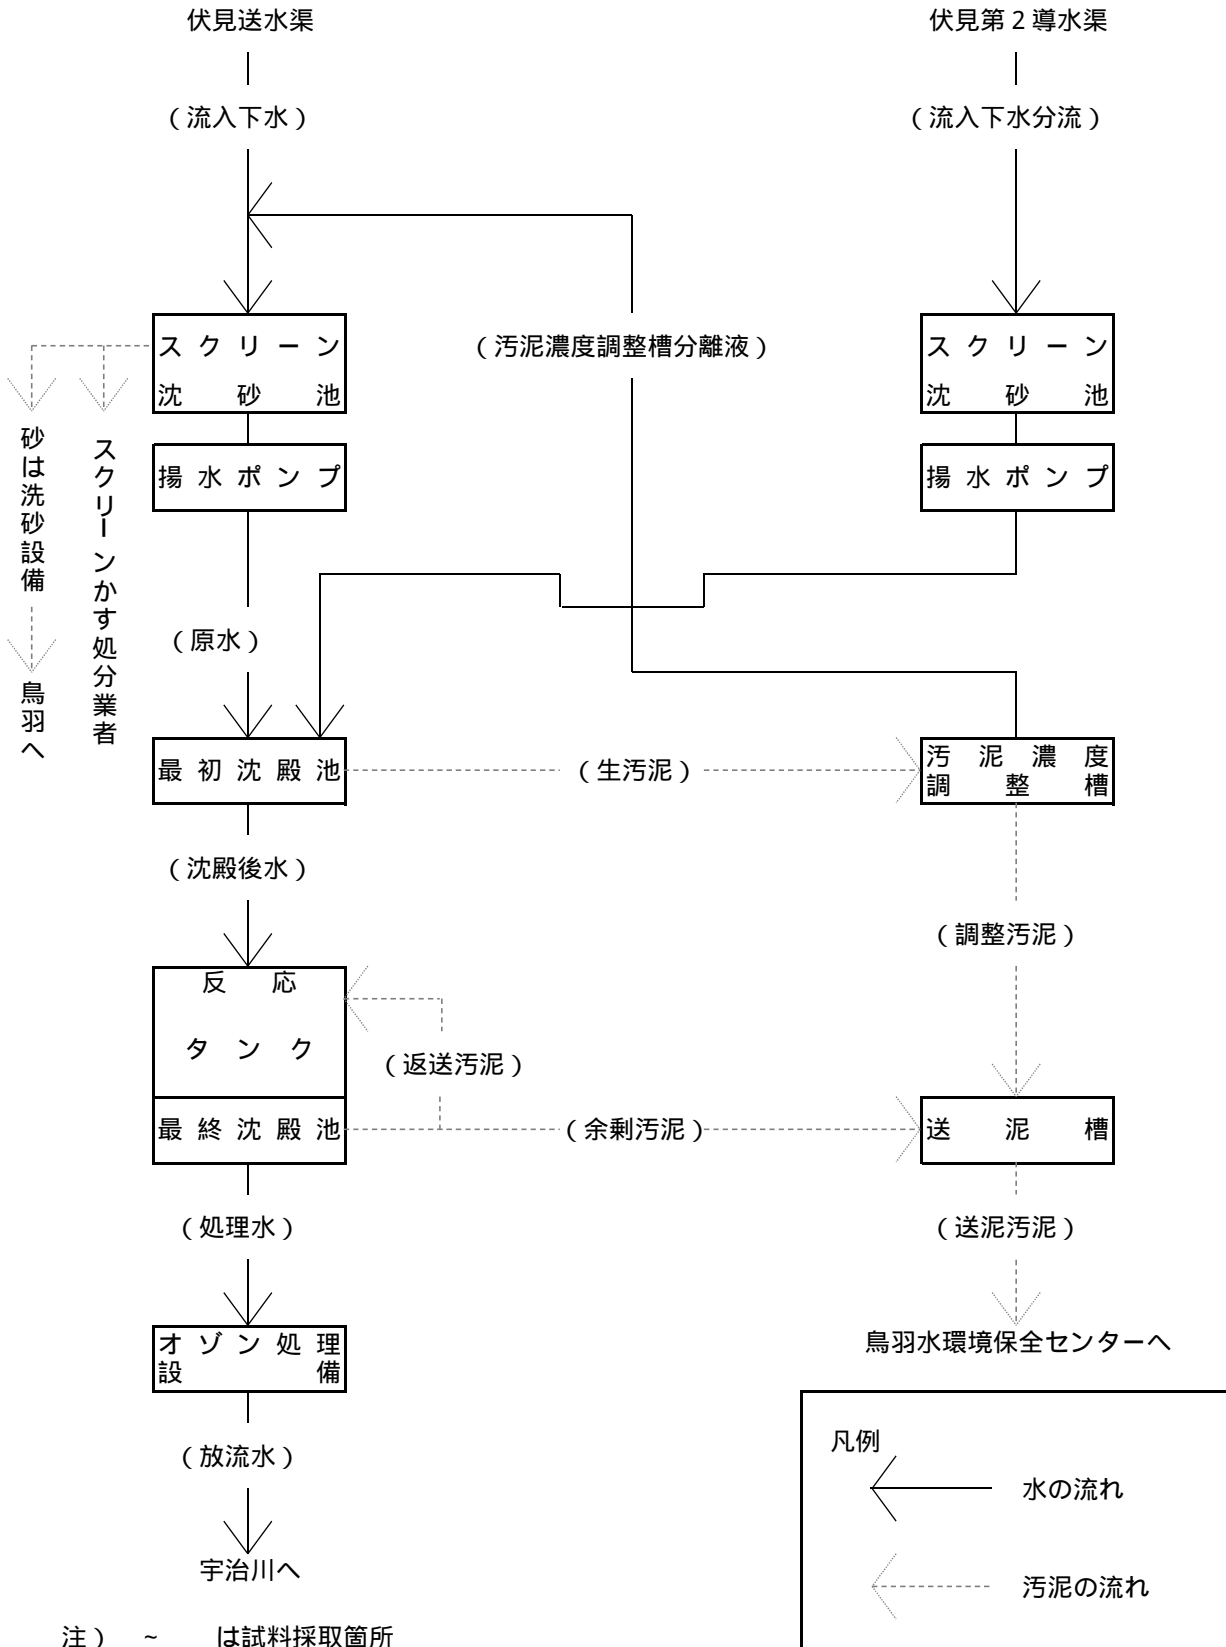 伏見送水渠
伏見第２導水渠
（流入下水）
（流入下水分流）
スクリーン
沈砂池
（汚泥濃度調整槽分離液）
スクリーン
沈砂池
砂は洗砂設備
鳥羽へ
スクリーンかす処分業者
揚水ポンプ
揚水ポンプ
（原水）
最初沈殿池
（生汚泥）
汚泥濃度
調整槽
（沈殿後水）
（調整汚泥）
反応
タンク
（返送汚泥）
最終沈殿池
（余剰汚泥）
送泥槽
（処理水）
（送泥汚泥）
オゾン処理
設備
鳥羽水環境保全センターへ
（放流水）
宇治川へ
凡例
水の流れ
汚泥の流れ
注） ~ は試料採取箇所